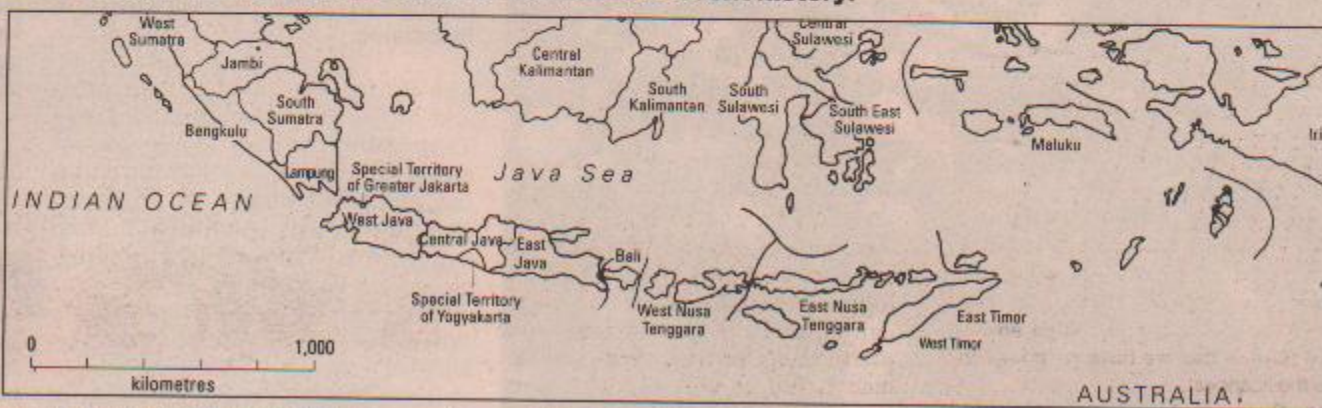 West
Sumatra
Jambi
South
Sumatra
Bengkulu
Lampung
Central
Kalimantan
South
Kalimantan
Central
Sulawesi
South
Sulawesi
South East
Sulawesi
Maluku
INDIAN OCEAN
Java Sea
Special Territory
of Greater Jakarta
West Java
Central Java
East
Java
Bali
Special Territory
of Yogyakarta
West Nusa
Tenggara
East Nusa
Tenggara
East Timor
West Timor
0
1,000
kilometres
AUSTRALIA